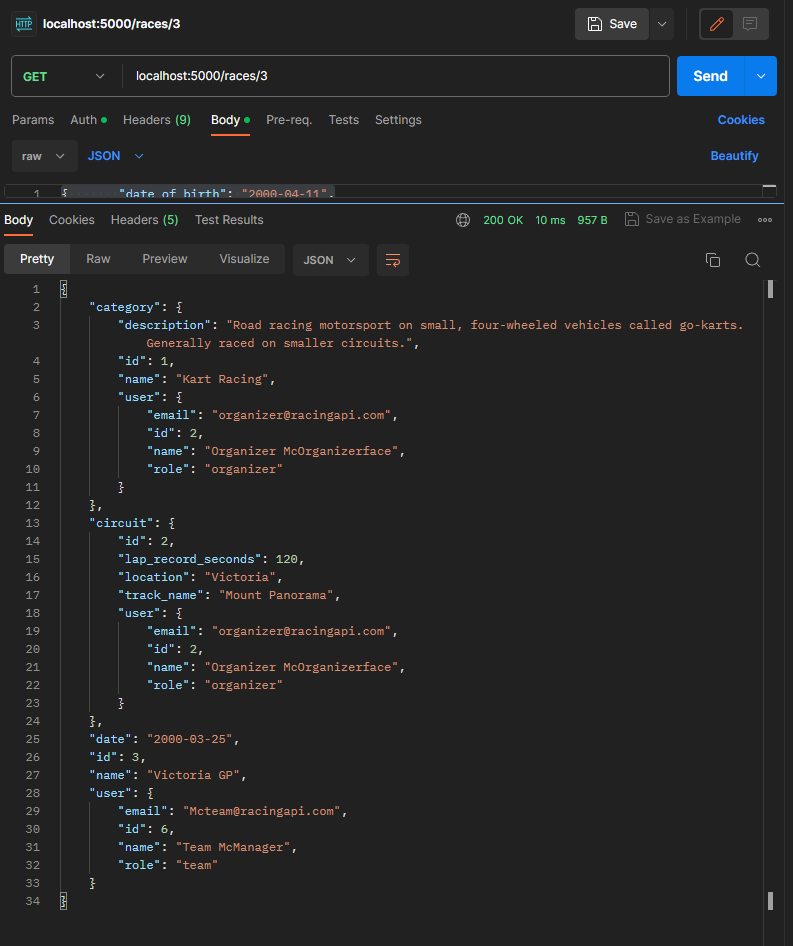 HTTP localhost:5000/races/3 Save
GET localhost:5000/races/3 Send
Params Auth Headers (9) Body Pre-req. Tests Settings Cookies
raw JSON Beautify
1 { "date_of_birth": "2000-04-11",
Body Cookies Headers (5) Test Results 200 OK 10 ms 957 B Save as Example
Pretty Raw Preview Visualize JSON
1 {
2 "category": {
3 "description": "Road racing motorsport on small, four-wheeled vehicles called go-karts.
Generally raced on smaller circuits.",
4 "id": 1,
5 "name": "Kart Racing",
6 "user": {
7 "email": "organizer@racingapi.com",
8 "id": 2,
9 "name": "Organizer McOrganizerface",
10 "role": "organizer"
11 }
12 },
13 "circuit": {
14 "id": 2,
15 "lap_record_seconds": 120,
16 "location": "Victoria",
17 "track_name": "Mount Panorama",
18 "user": {
19 "email": "organizer@racingapi.com",
20 "id": 2,
21 "name": "Organizer McOrganizerface",
22 "role": "organizer"
23 }
24 },
25 "date": "2000-03-25",
26 "id": 3,
27 "name": "Victoria GP",
28 "user": {
29 "email": "Mcteam@racingapi.com",
30 "id": 6,
31 "name": "Team McManager",
32 "role": "team"
33 }
34 }